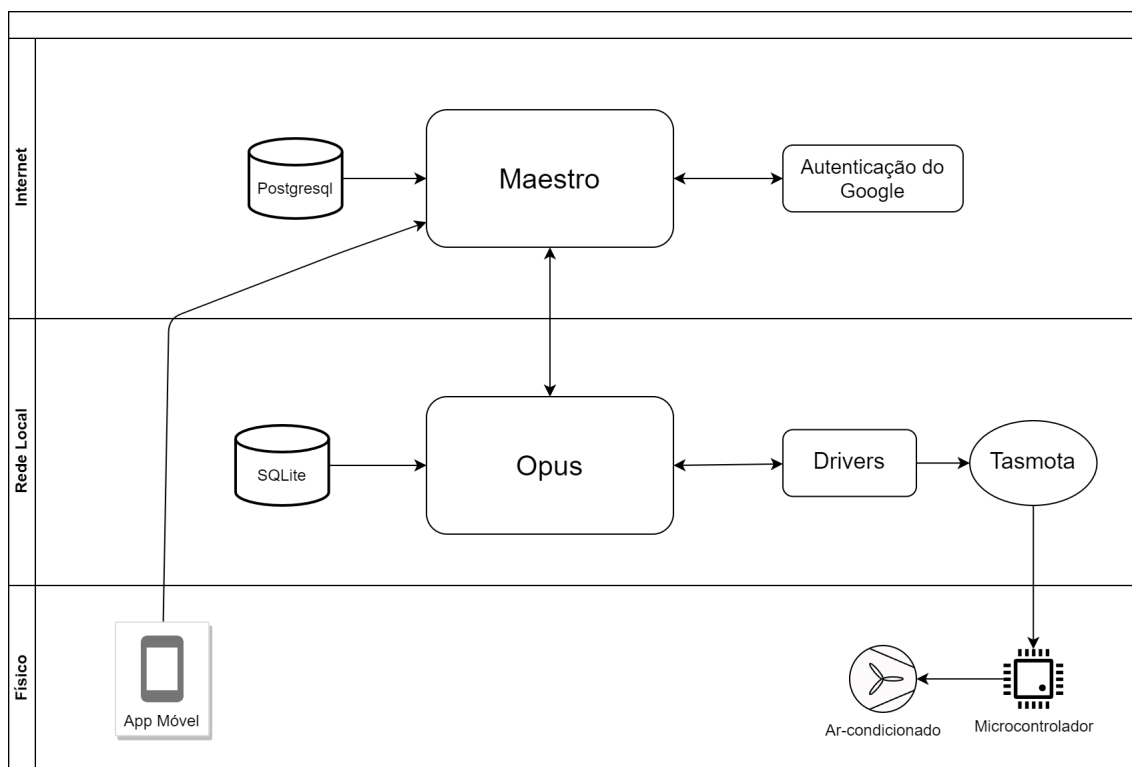 Internet
Postgresql
Maestro
Autenticação do
Google
Rede Local
SQLite
Opus
Drivers
Tasmota
Físico
App Móvel
Ar-condicionado
Microcontrolador